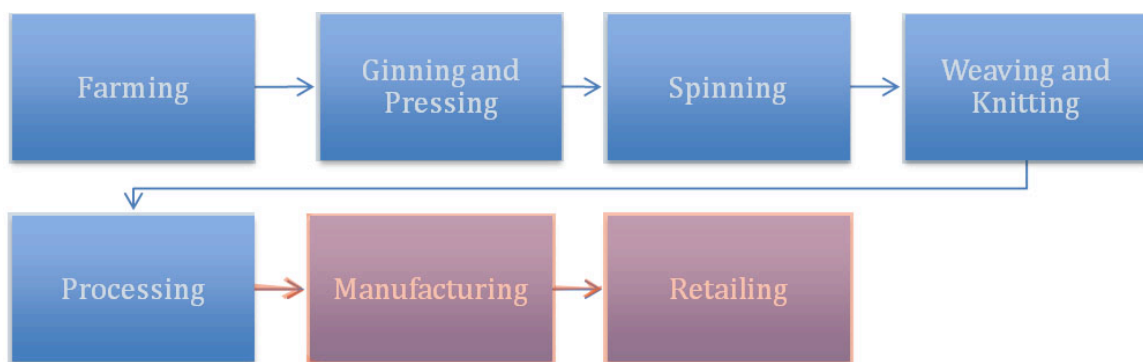 Farming
Ginning and
Pressing
Spinning
Weaving and
Knitting
Processing
Manufacturing
Retailing